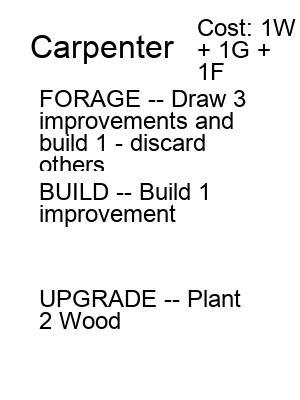 Carpenter
Cost: 1W
+ 1G +
1F
FORAGE -- Draw 3
improvements and
build 1 - discard
others
BUILD -- Build 1
improvement
UPGRADE -- Plant
2 Wood